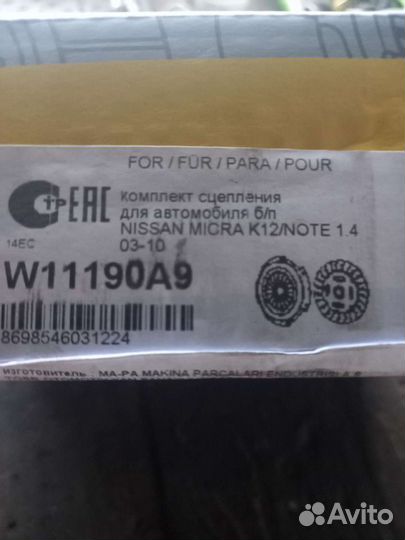 FOR / FÜR / PARA / POUR
EAC
комплект сцепления
для автомобиля б/п
NISSAN MICRA K12/NOTE 1.4
03-10
14EC
W11190A9
8698546031224
изготовитель MA-PA MAKINA PARCALARI ENDUSTRISI A.S
Avito